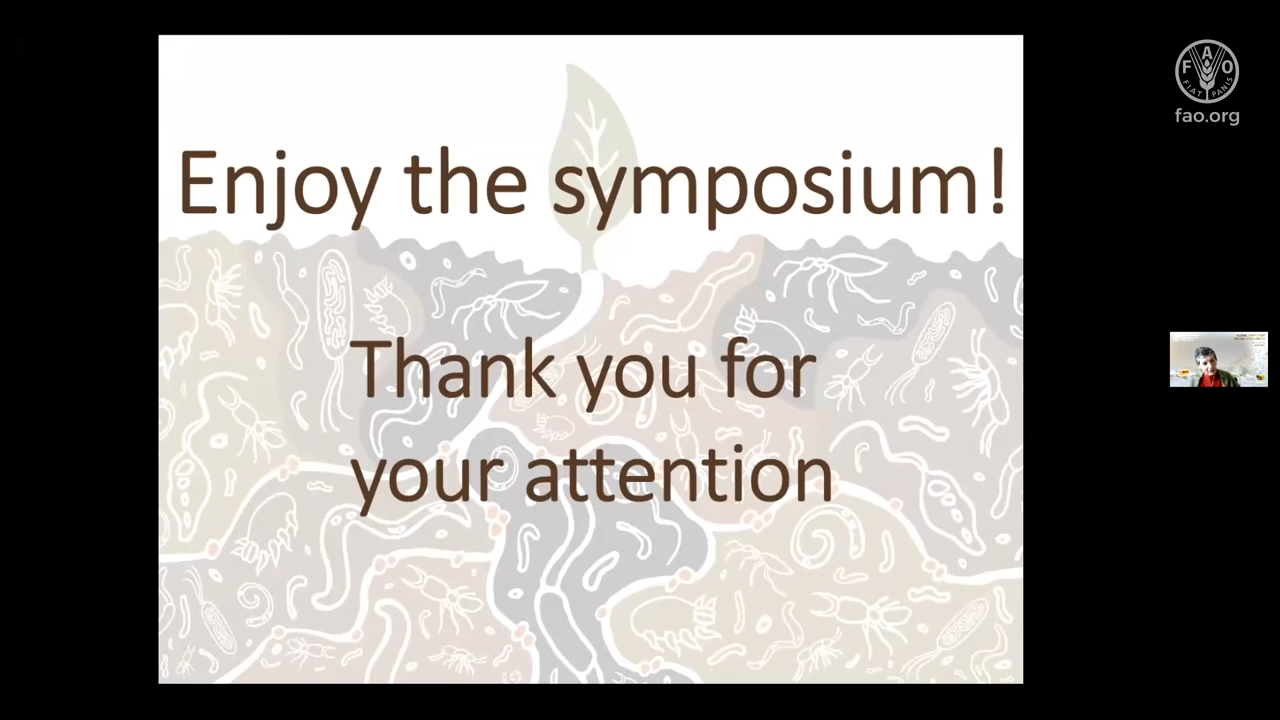 Enjoy the symposium!
Thank you for
your attention
F A O
FIAT PANIS
fao.org